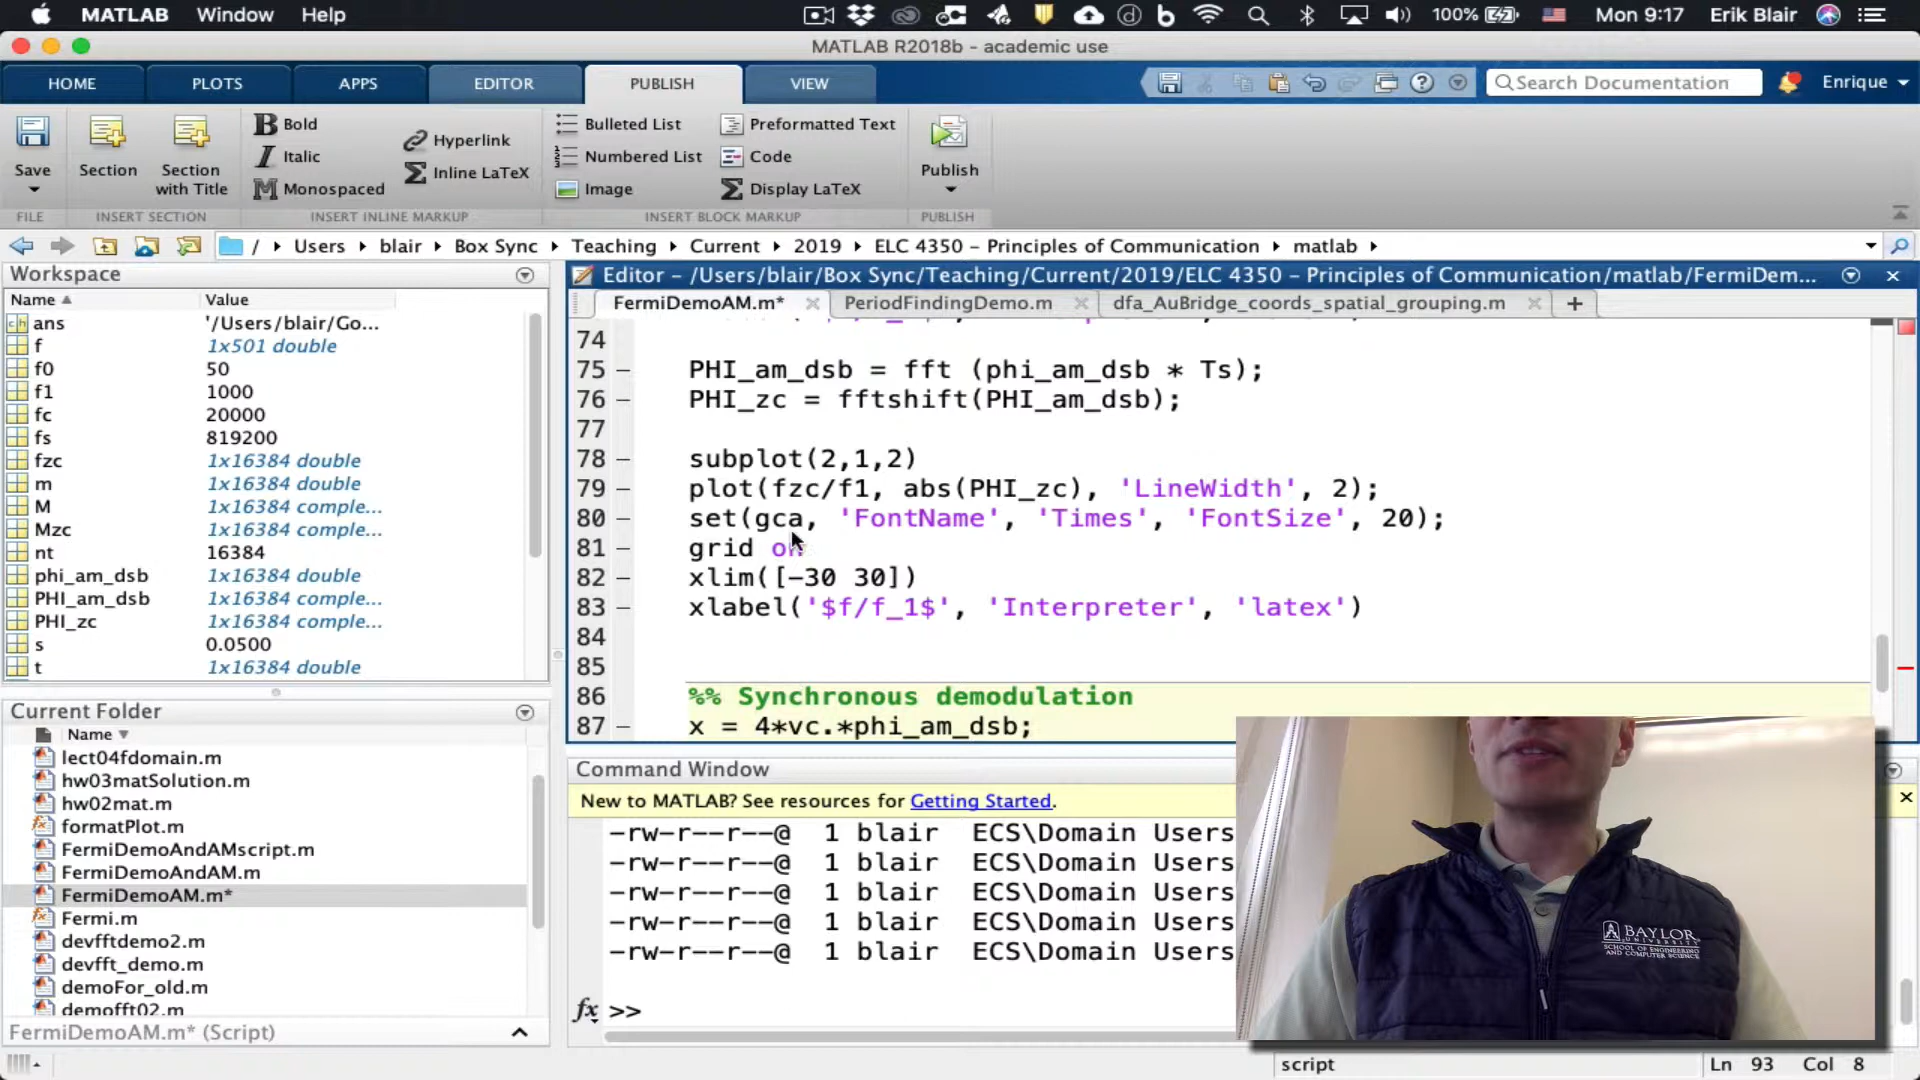 MATLAB Window Help 100% Mon 9:17 Erik Blair
MATLAB R2018b - academic use
HOME PLOTS APPS EDITOR PUBLISH VIEW Search Documentation Enrique
Save Section Section with Title Bold Italic Monospaced Hyperlink Inline LaTeX Bulleted List Numbered List Image Preformatted Text Code Display LaTeX Publish
FILE INSERT SECTION INSERT INLINE MARKUP INSERT BLOCK MARKUP PUBLISH
/ Users blair Box Sync Teaching Current 2019 ELC 4350 - Principles of Communication matlab
Workspace
Name Value
ans '/Users/blair/Go...
f 1x501 double
f0 50
f1 1000
fc 20000
fs 819200
fzc 1x16384 double
m 1x16384 double
M 1x16384 comple...
Mzc 1x16384 comple...
nt 16384
phi_am_dsb 1x16384 double
PHI_am_dsb 1x16384 comple...
PHI_zc 1x16384 comple...
s 0.0500
t 1x16384 double
Current Folder
Name
lect04fdomain.m
hw03matSolution.m
hw02mat.m
formatPlot.m
FermiDemoAndAMscript.m
FermiDemoAndAM.m
FermiDemoAM.m*
Fermi.m
devfftdemo2.m
devfft_demo.m
demoFor_old.m
demofft02.m
FermiDemoAM.m* (Script)
Editor - /Users/blair/Box Sync/Teaching/Current/2019/ELC 4350 - Principles of Communication/matlab/FermiDem...
FermiDemoAM.m* PeriodFindingDemo.m dfa_AuBridge_coords_spatial_grouping.m
74
75 PHI_am_dsb = fft (phi_am_dsb * Ts);
76 PHI_zc = fftshift(PHI_am_dsb);
77
78 subplot(2,1,2)
79 plot(fzc/f1, abs(PHI_zc), 'LineWidth', 2);
80 set(gca, 'FontName', 'Times', 'FontSize', 20);
81 grid on
82 xlim([-30 30])
83 xlabel('$f/f_1$', 'Interpreter', 'latex')
84
85
86 %% Synchronous demodulation
87 x = 4*vc.*phi_am_dsb;
Command Window
New to MATLAB? See resources for Getting Started.
-rw-r--r--@ 1 blair ECS\Domain Users
-rw-r--r--@ 1 blair ECS\Domain Users
-rw-r--r--@ 1 blair ECS\Domain Users
-rw-r--r--@ 1 blair ECS\Domain Users
-rw-r--r--@ 1 blair ECS\Domain Users
fx >>
BAYLOR
UNIVERSITY
SCHOOL OF ENGINEERING
AND COMPUTER SCIENCE
script Ln 93 Col 8